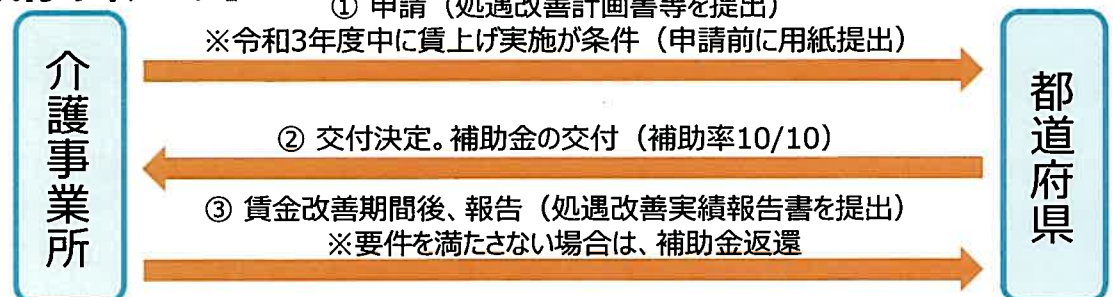 ① 申請（処遇改善計画書等を提出）
※令和3年度中に賃上げ実施が条件（申請前に用紙提出）
介護事業所
都道府県
② 交付決定。補助金の交付（補助率10/10）
③ 賃金改善期間後、報告（処遇改善実績報告書を提出）
※要件を満たさない場合は、補助金返還